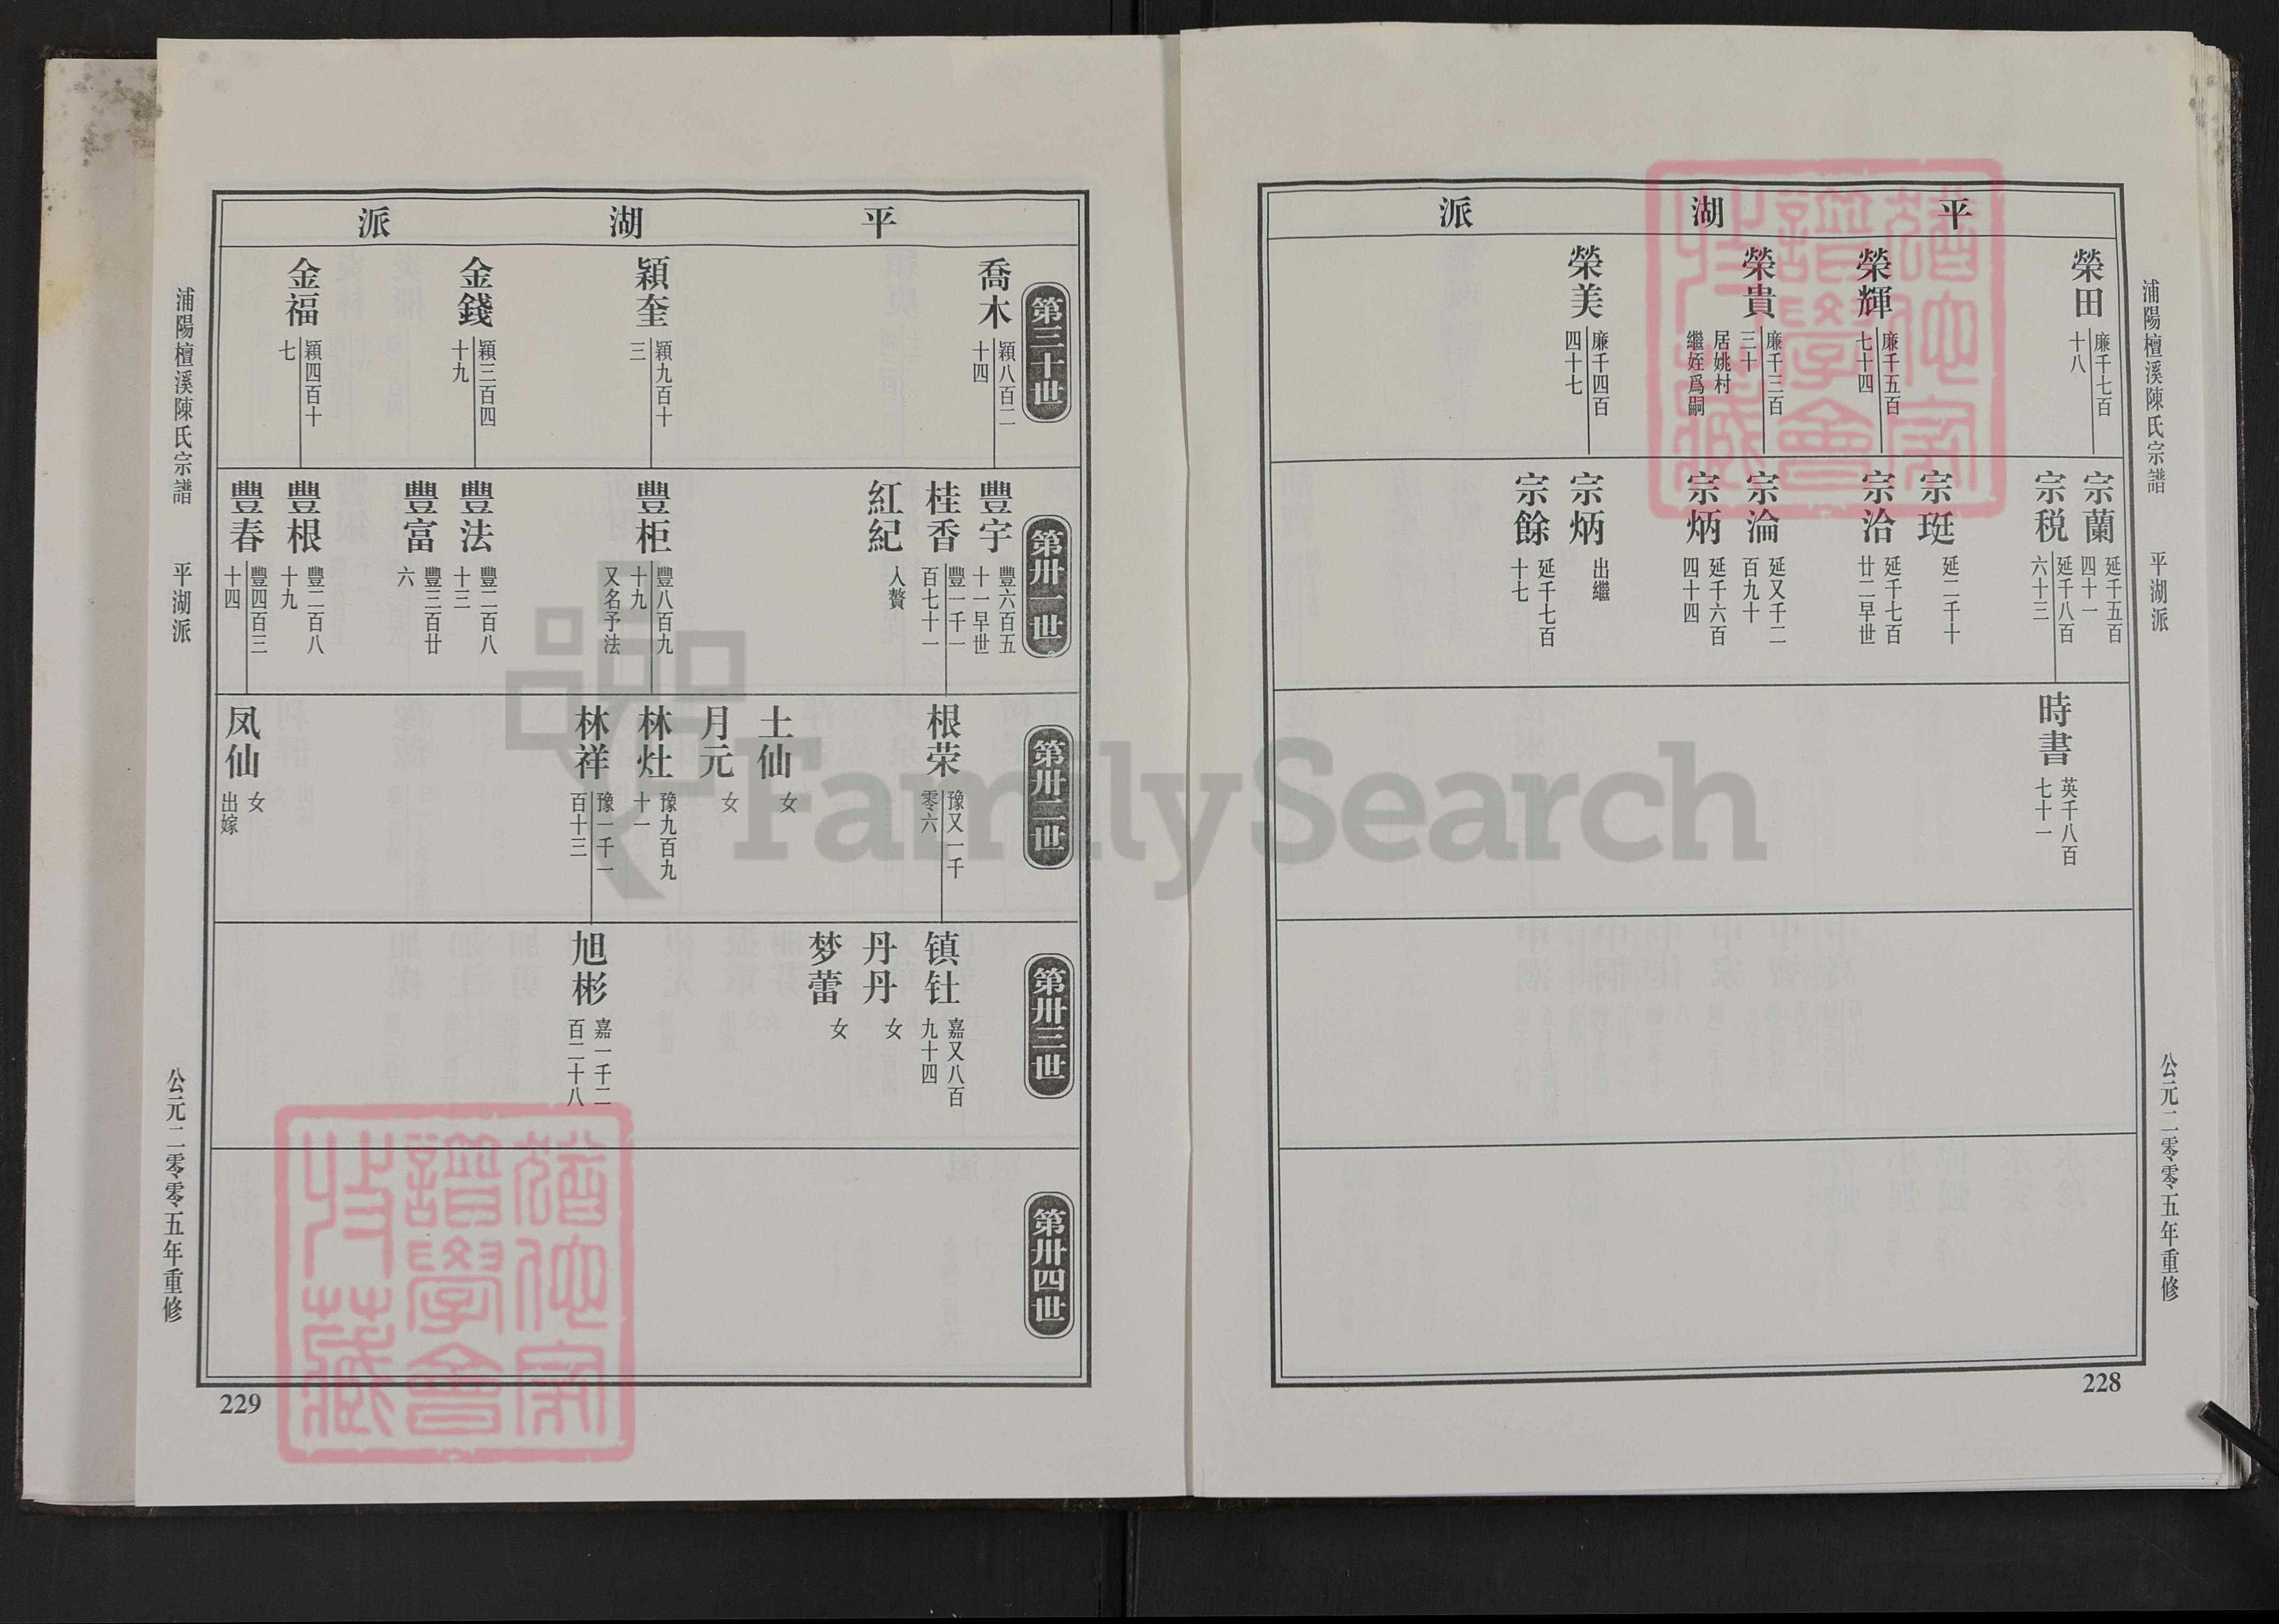 浦陽檀溪陳氏宗譜 平湖派 公元二零零五年重修
平湖派
榮田 廉千七百十八
榮輝 廉千五百七十四
榮貴 廉千三百三十 居姚村 繼姪爲嗣
榮美 廉千四百四十七
宗蘭 延千五百四十一
宗税 延千八百六十三
宗珽 延二千十
宗洽 延千七百廿二早世
宗淪 延又千二百九十
宗炳 延千六百四十四
宗炳 出繼
宗餘 延千七百十七
時書 英千八百七十一
228
平湖派
第三十世
喬木 穎八百二十四
穎奎 穎九百十三
金錢 穎三百四十九
金福 穎四百十七
第卅一世
豐宇 豐六百五十一早世
桂香 豐一千一百七十一
紅紀 入贅
豐柜 豐八百九十九 又名予法
豐法 豐二百八十三
豐富 豐三百廿六
豐根 豐二百八十九
豐春 豐四百三十四
第卅二世
根荣 豫又一千零六
土仙 女
月元 女
林灶 豫九百九十一
林祥 豫一千一百十三
凤仙 女 出嫁
第卅三世
镇钍 嘉又八百九十四
丹丹 女
梦蕾 女
旭彬 嘉一千二百二十八
第卅四世
浦陽檀溪陳氏宗譜 平湖派 公元二零零五年重修
229
FamilySearch